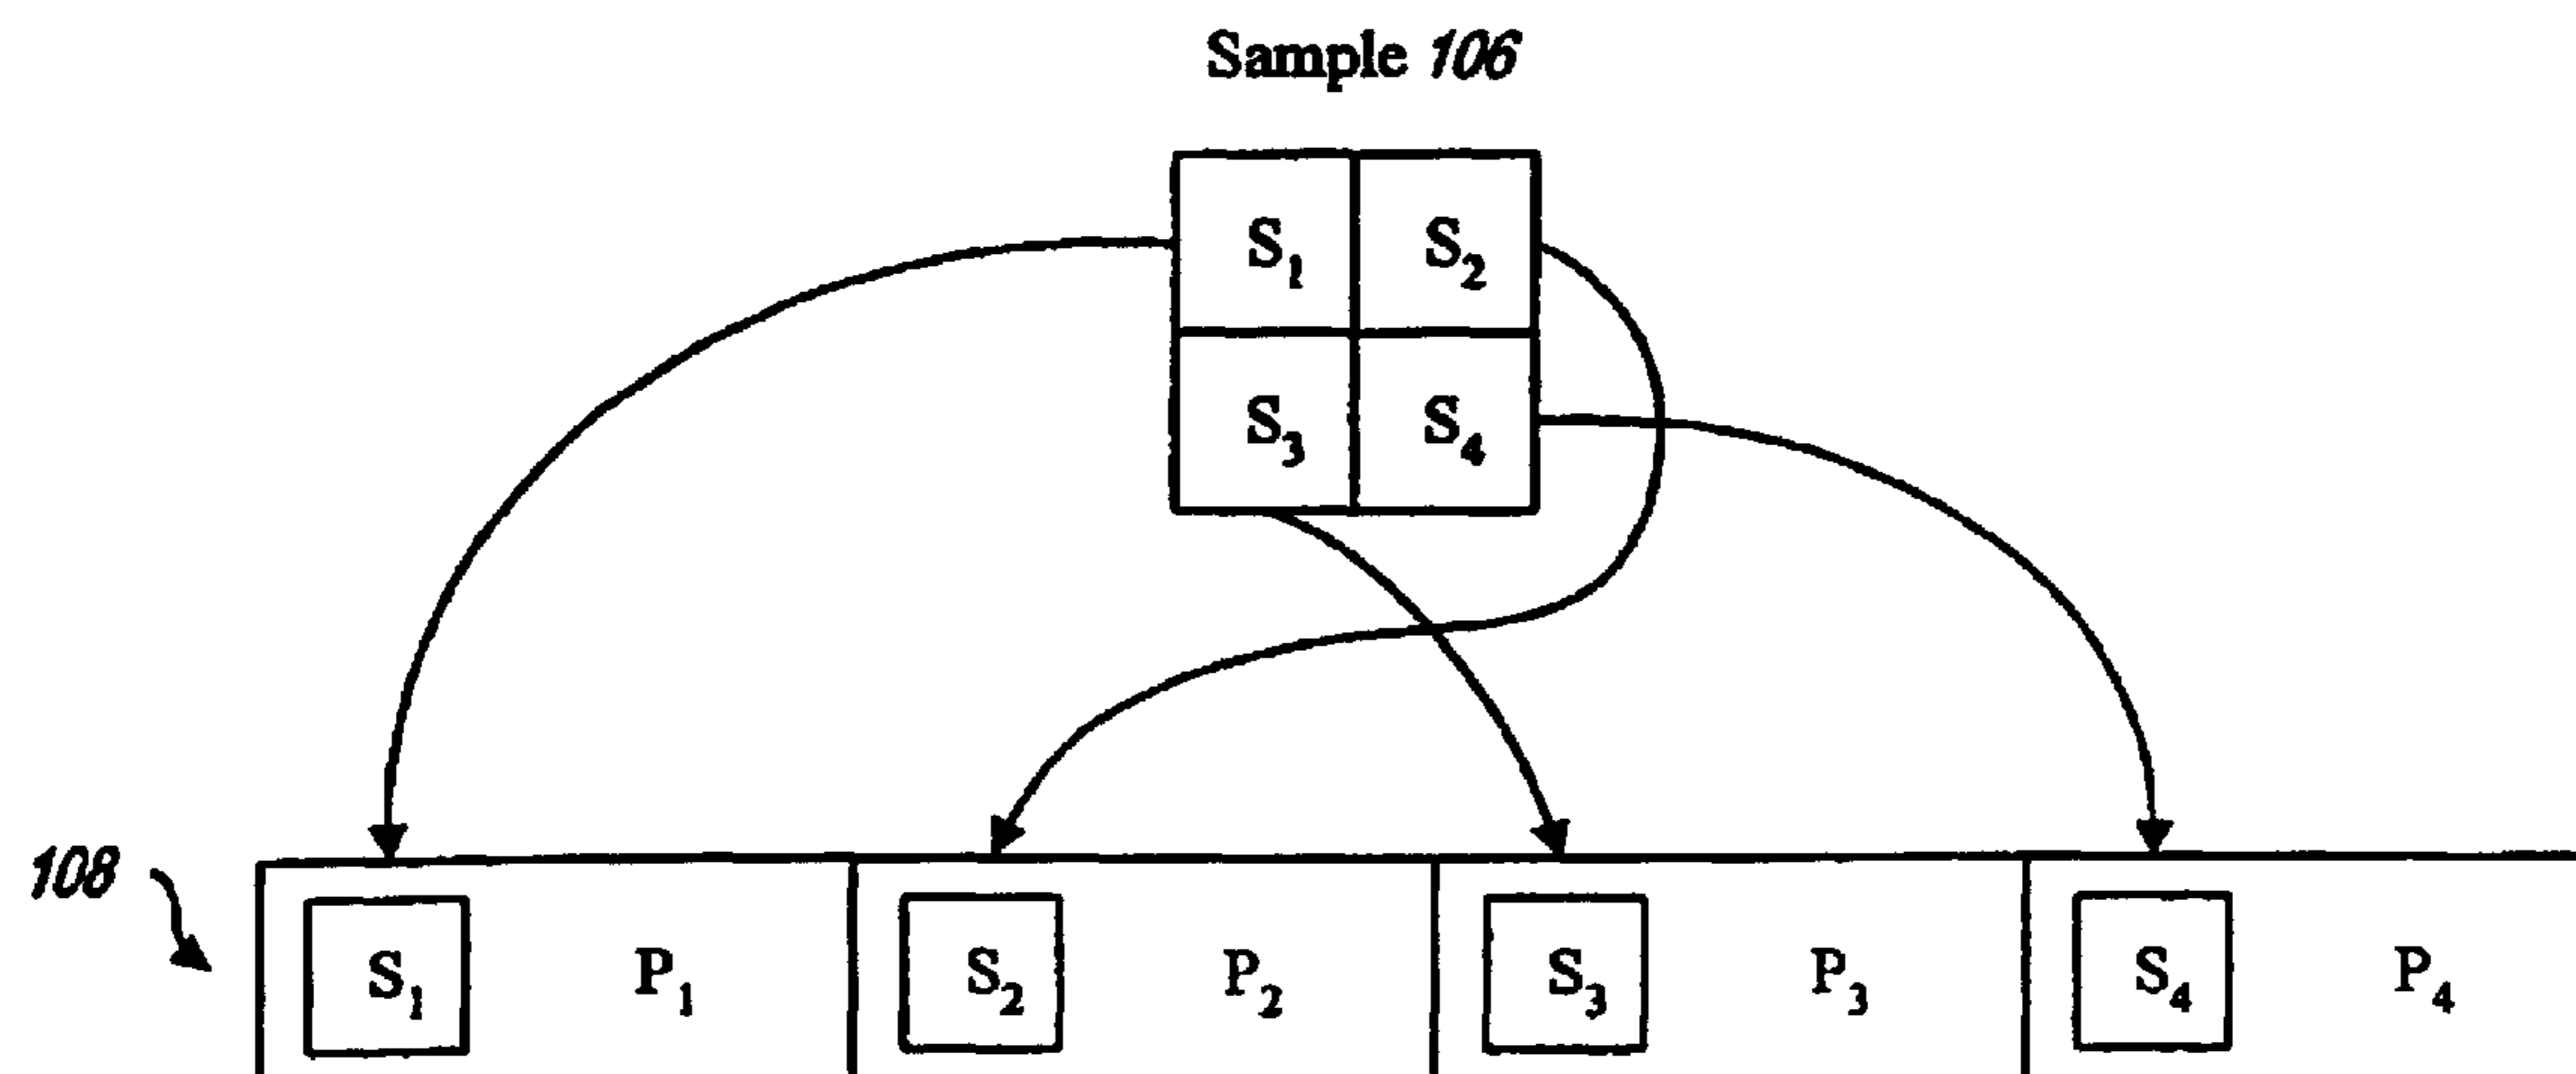 Sample 106
S₁ S₂
S₃ S₄
108
S₁ P₁ S₂ P₂ S₃ P₃ S₄ P₄